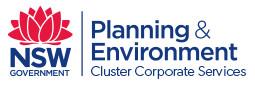 NSW
GOVERNMENT
Planning &
Environment
Cluster Corporate Services